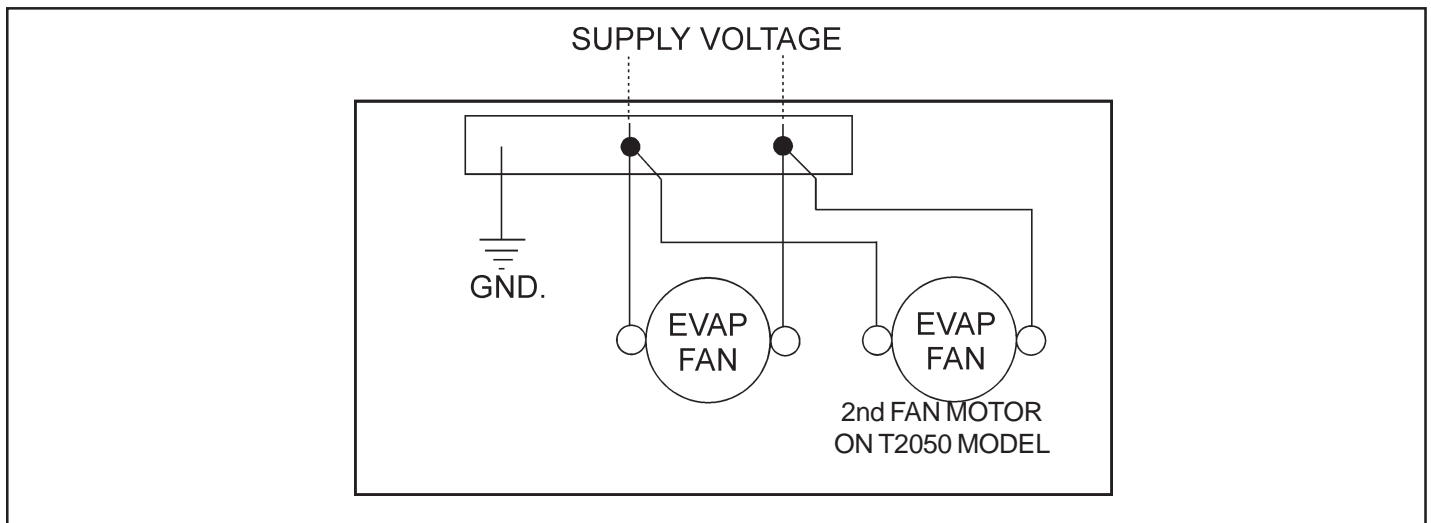 SUPPLY VOLTAGE
GND.
EVAP
FAN
EVAP
FAN
2nd FAN MOTOR
ON T2050 MODEL